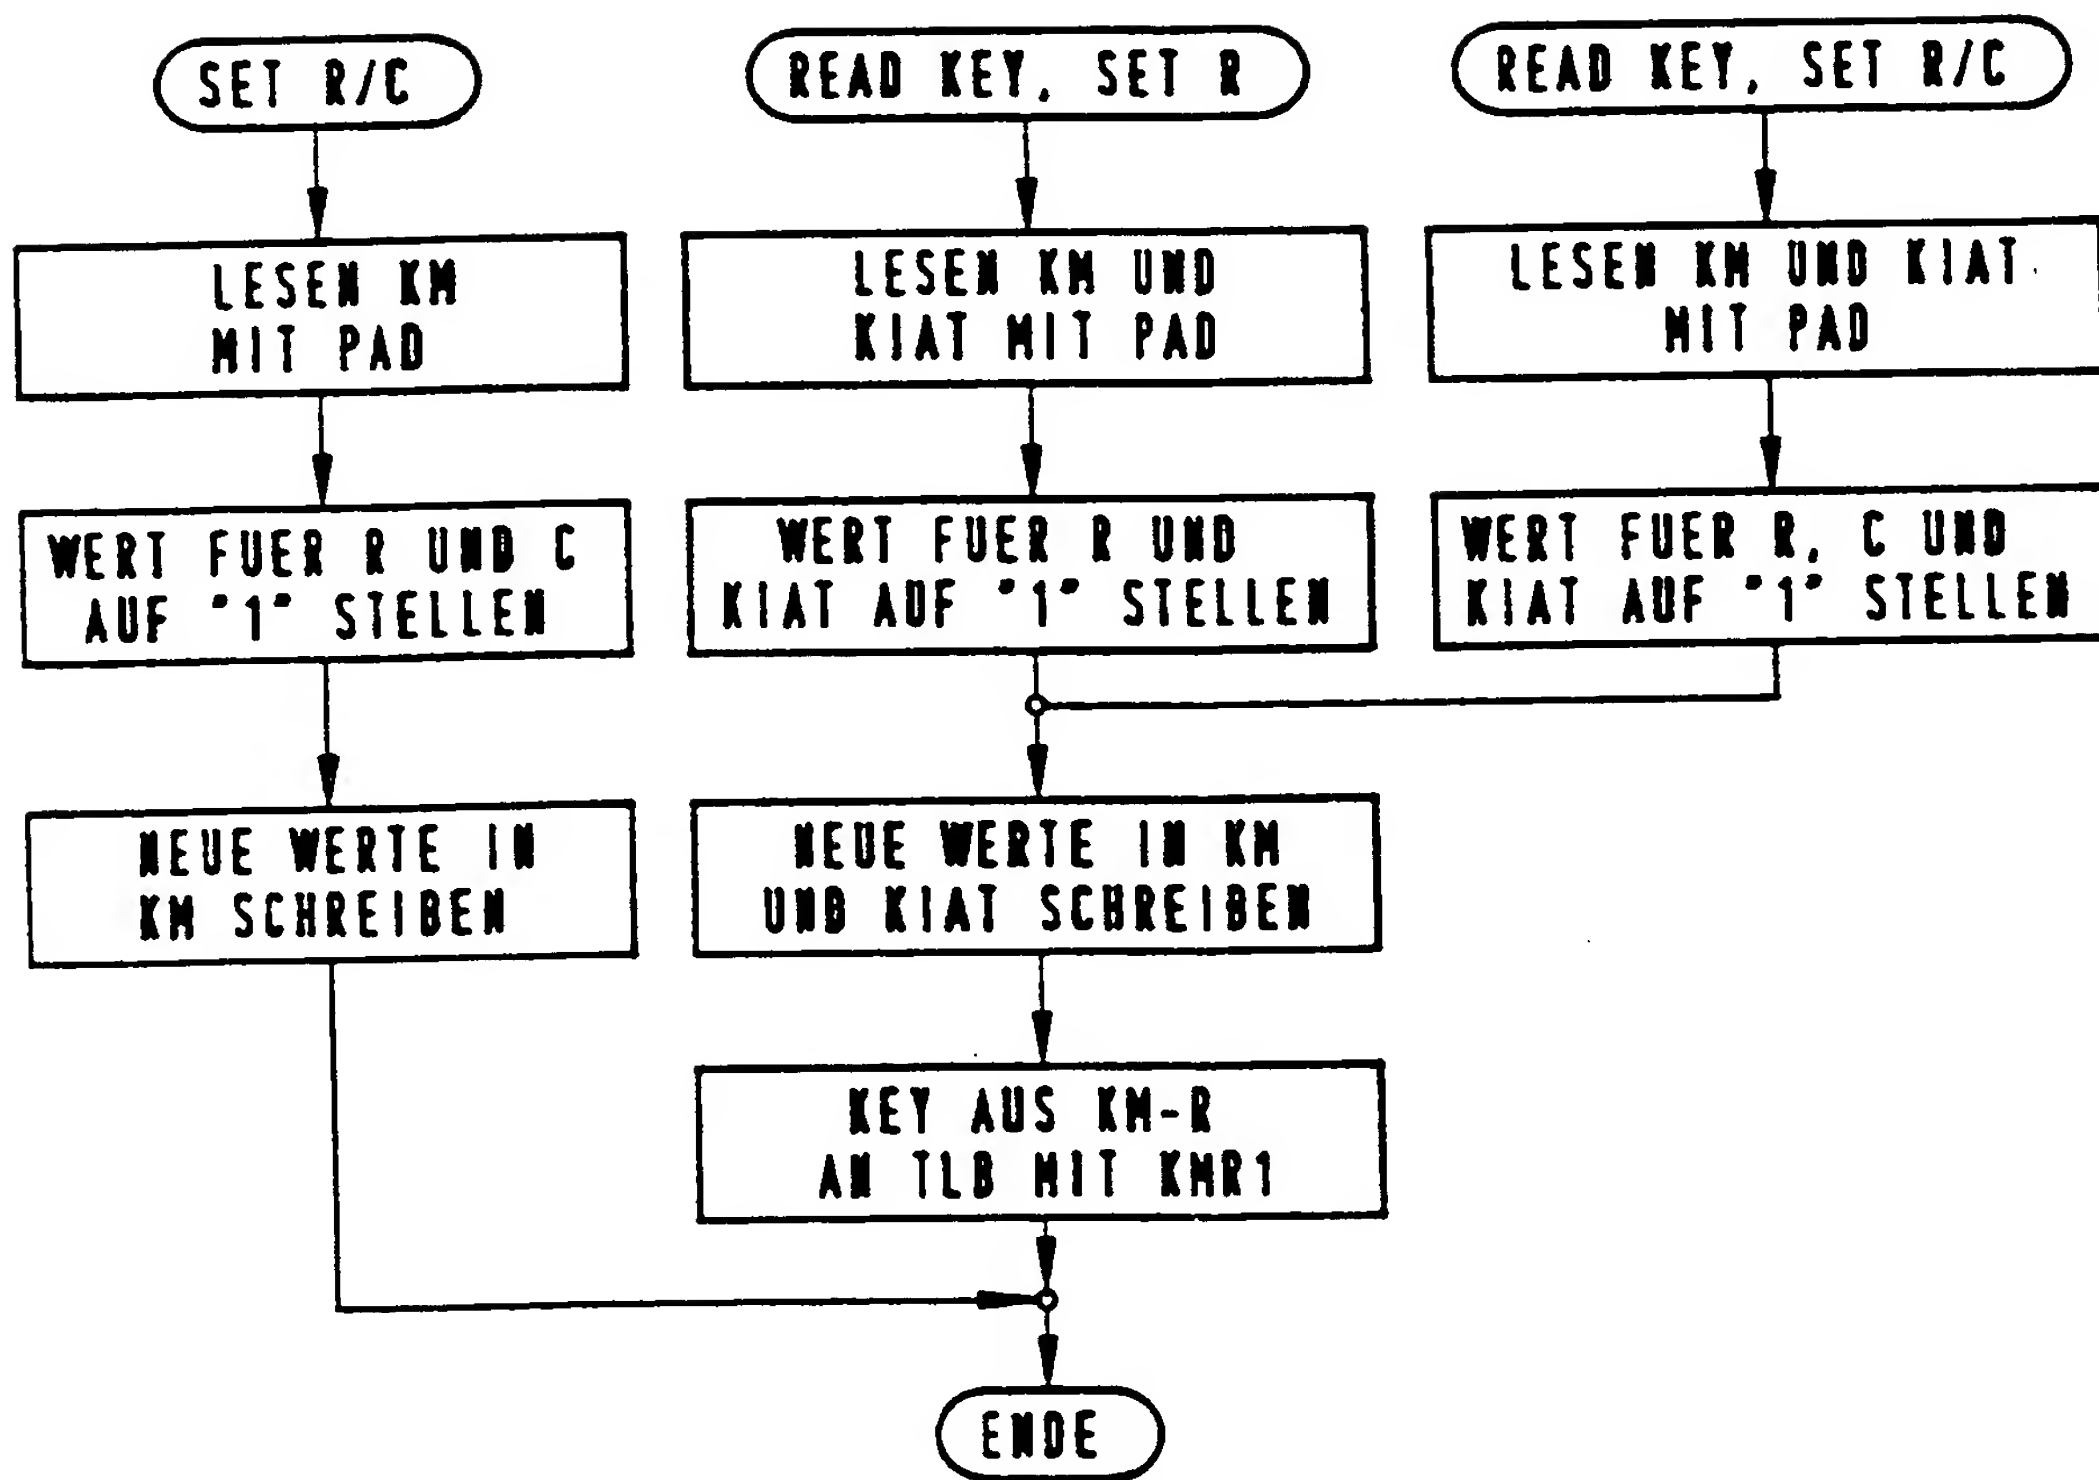 SET R/C
READ KEY, SET R
READ KEY, SET R/C
LESEN KM
MIT PAD
LESEN KM UND
KIAT MIT PAD
LESEN KM UND KIAT
MIT PAD
WERT FUER R UND C
AUF "1" STELLEN
WERT FUER R UND
KIAT AUF "1" STELLEN
WERT FUER R, C UND
KIAT AUF "1" STELLEN
NEUE WERTE IN
KM SCHREIBEN
NEUE WERTE IN KM
UND KIAT SCHREIBEN
KEY AUS KM-R
AN TLB MIT KMR1
ENDE